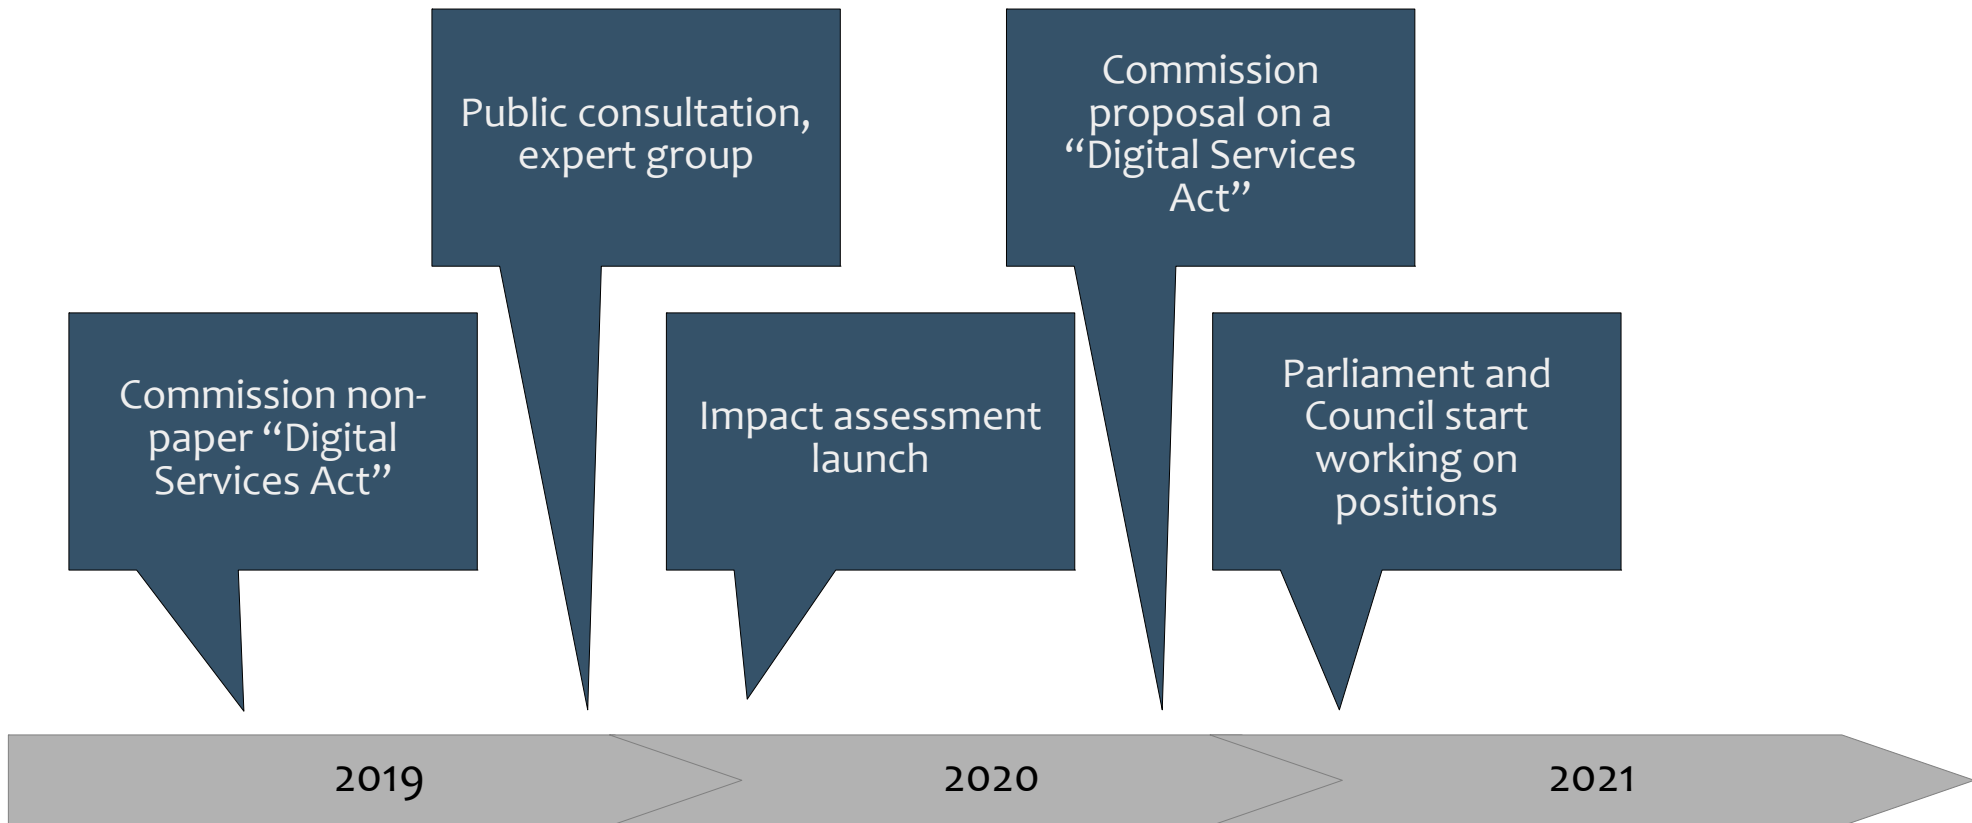 Public consultation,
expert group
Commission
proposal on a
“Digital Services
Act”
Commission non-
paper “Digital
Services Act”
Impact assessment
launch
Parliament and
Council start
working on
positions
2019
2020
2021